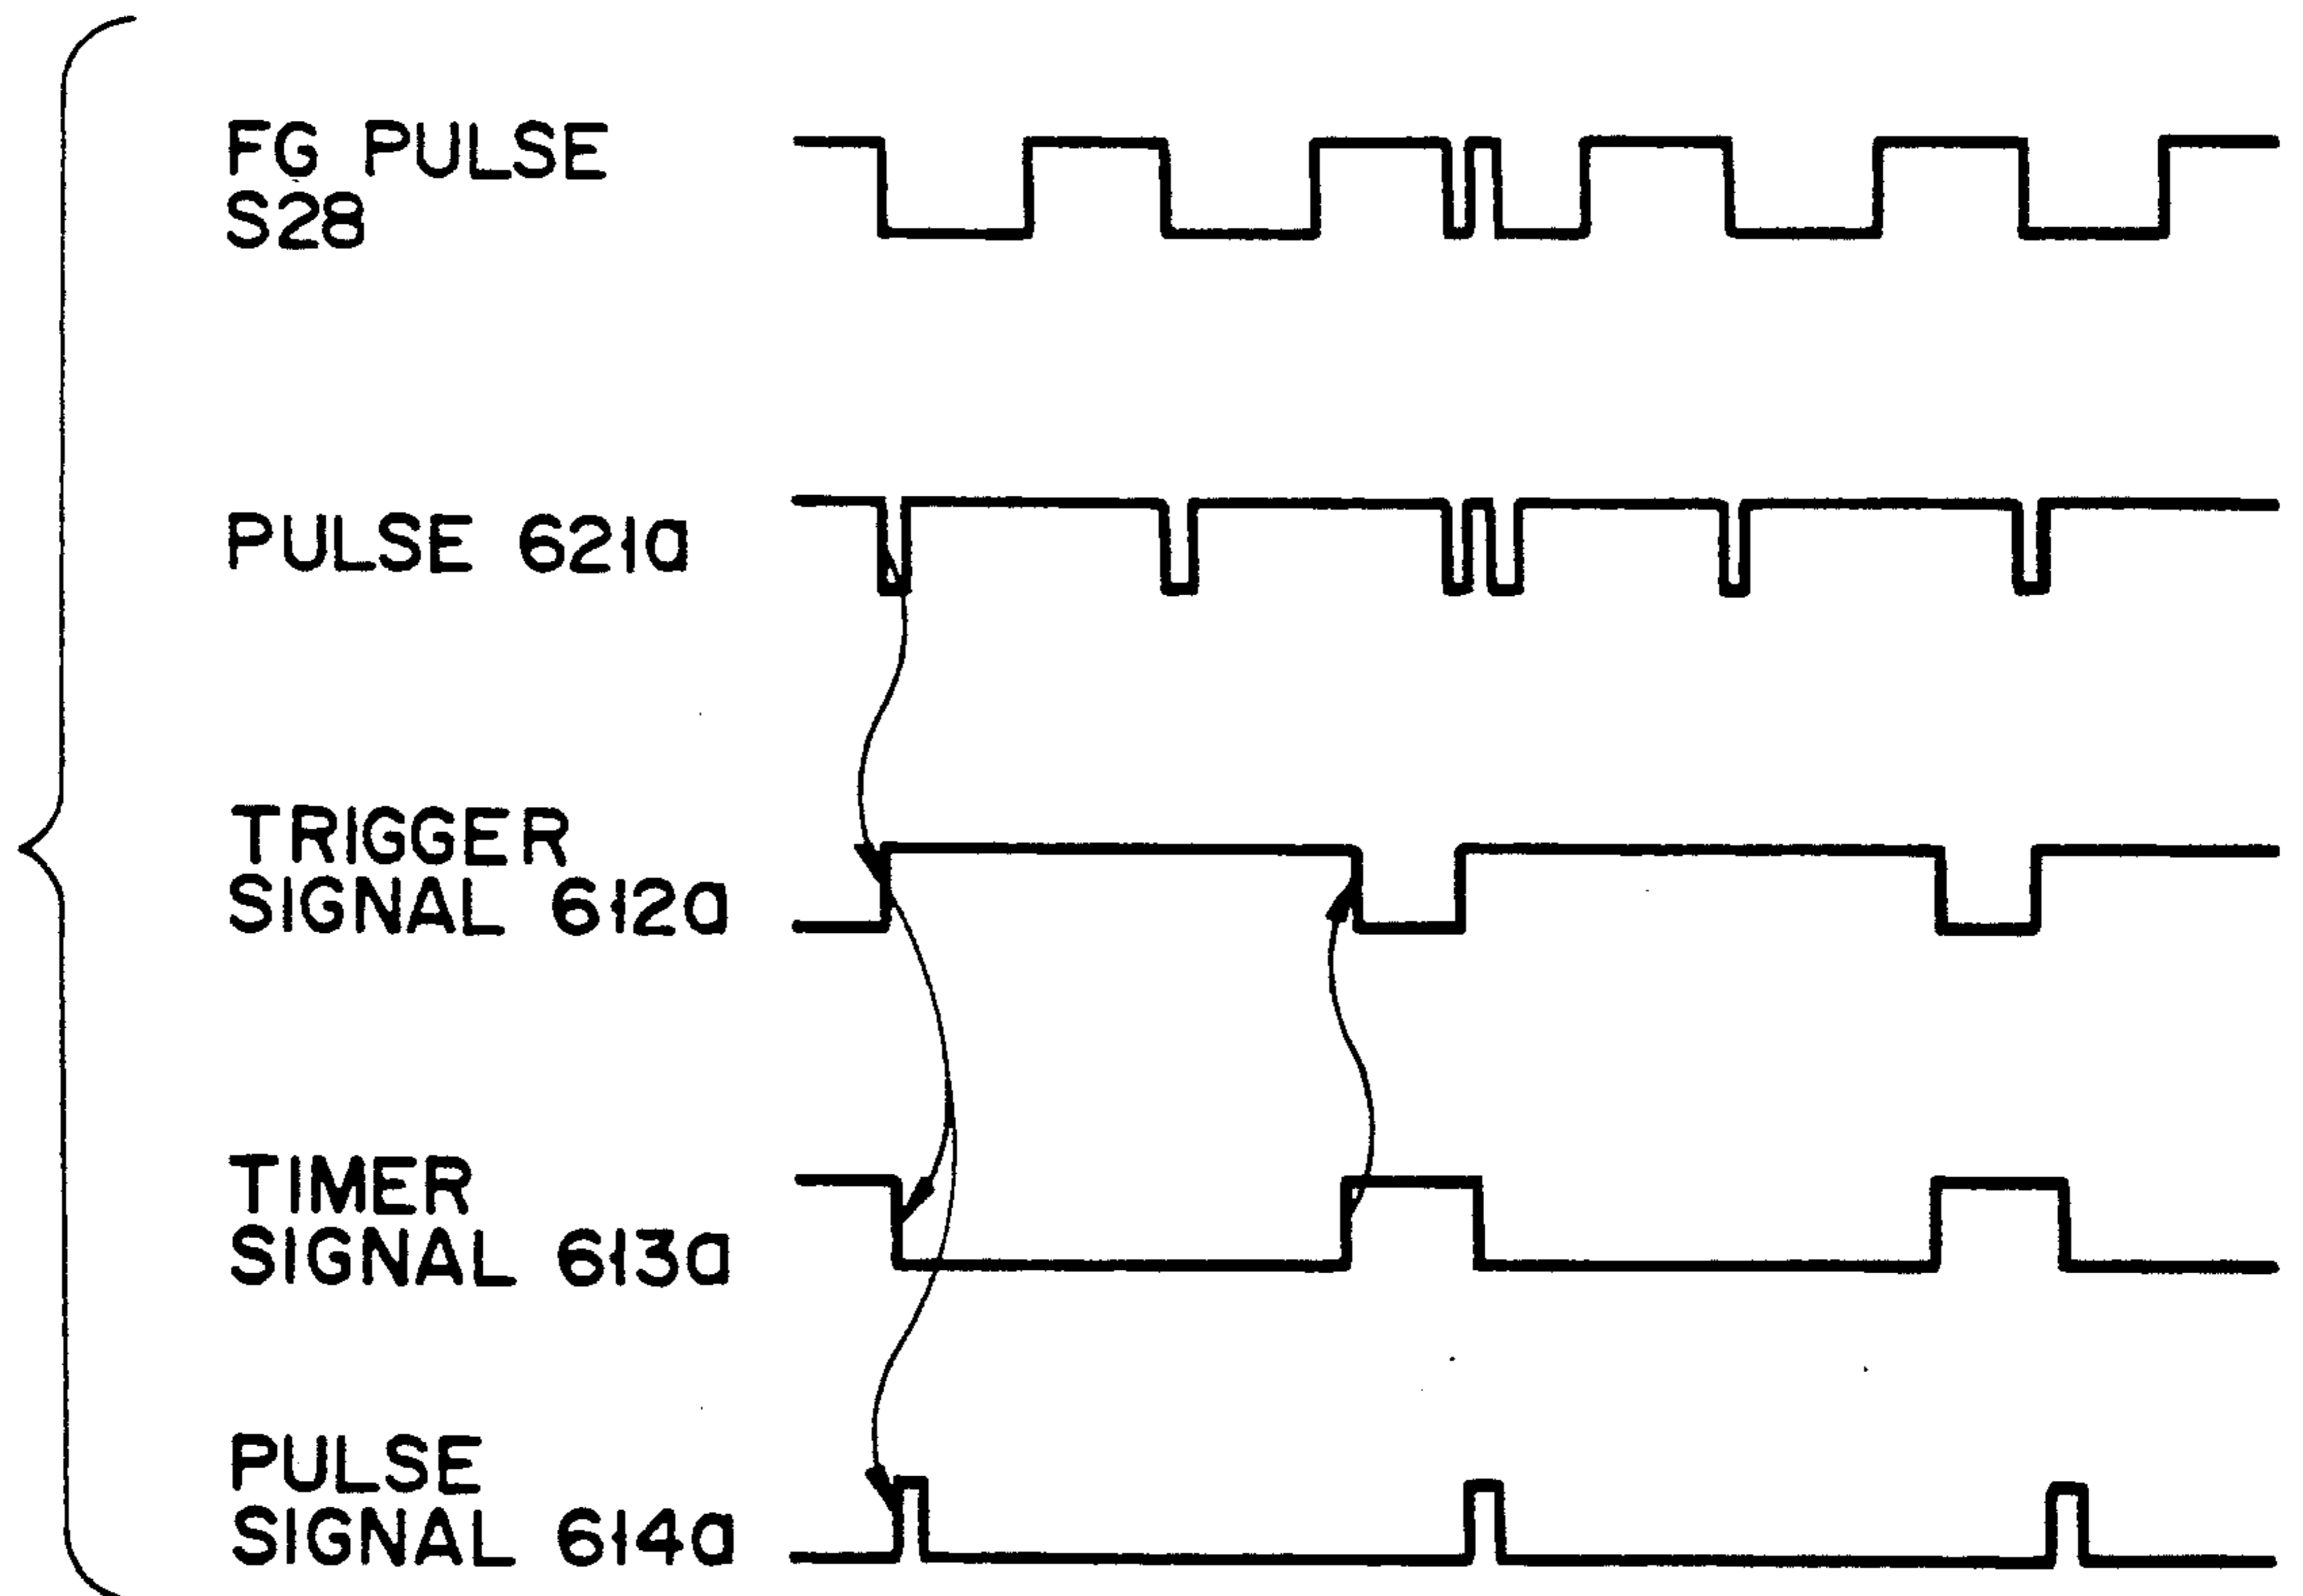 FG PULSE
S28
PULSE 621a
TRIGGER
SIGNAL 612a
TIMER
SIGNAL 613a
PULSE
SIGNAL 614a